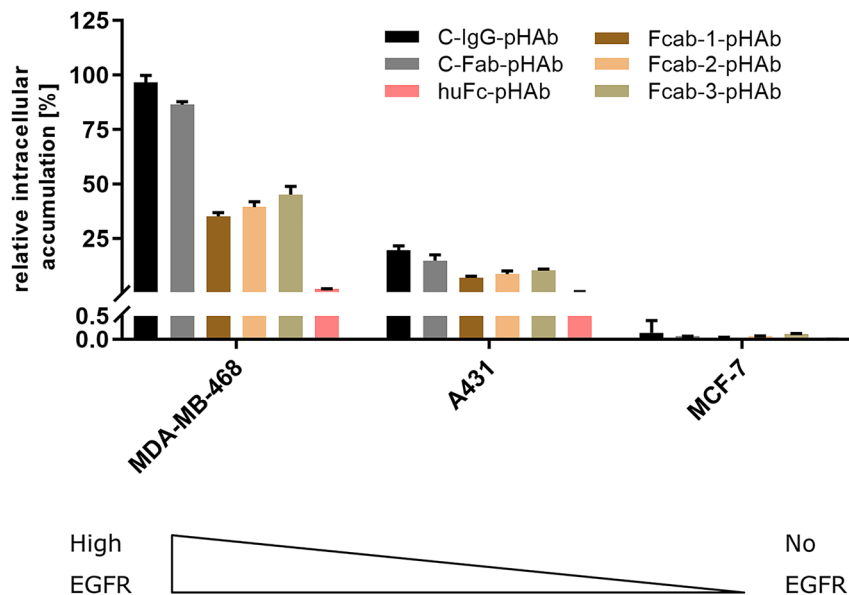 relative intracellular
accumulation [%]
125
100
75
50
25
0.5
0.0
C-IgG-pHAb
C-Fab-pHAb
huFc-pHAb
Fcab-1-pHAb
Fcab-2-pHAb
Fcab-3-pHAb
MDA-MB-468
A431
MCF-7
High
EGFR
No
EGFR